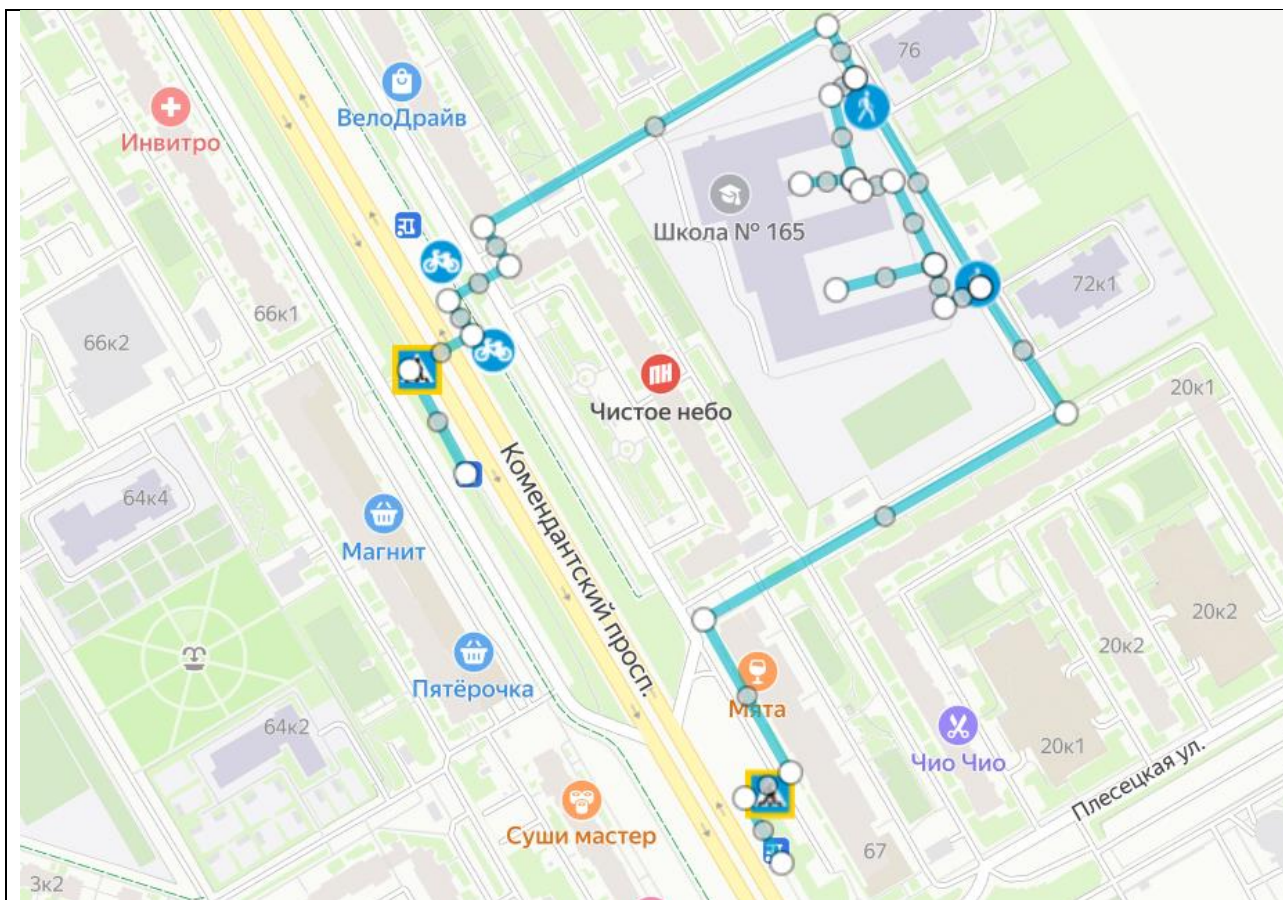 76
ВелоДрайв
Инвитро
Школа № 165
72к1
66к1
66к2
ПН
Чистое небо
20к1
64к4
Магнит
Комендантский просп.
20к2
20к2
Пятёрочка
Мята
64к2
Чио Чио
20к1
Плесецкая ул.
Суши мастер
67
3к2